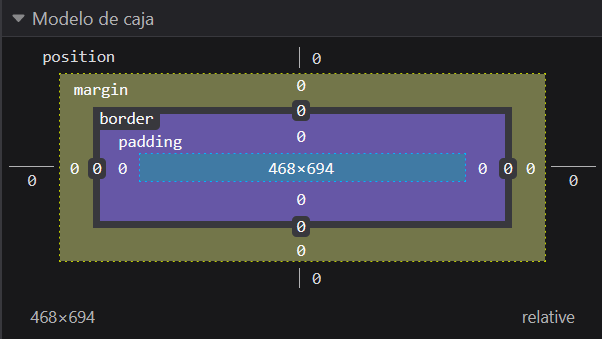 Modelo de caja
position 0
margin 0
border 0
padding 0
0 0 0 0 468×694 0 0 0 0
0
0
0
0
468×694 relative